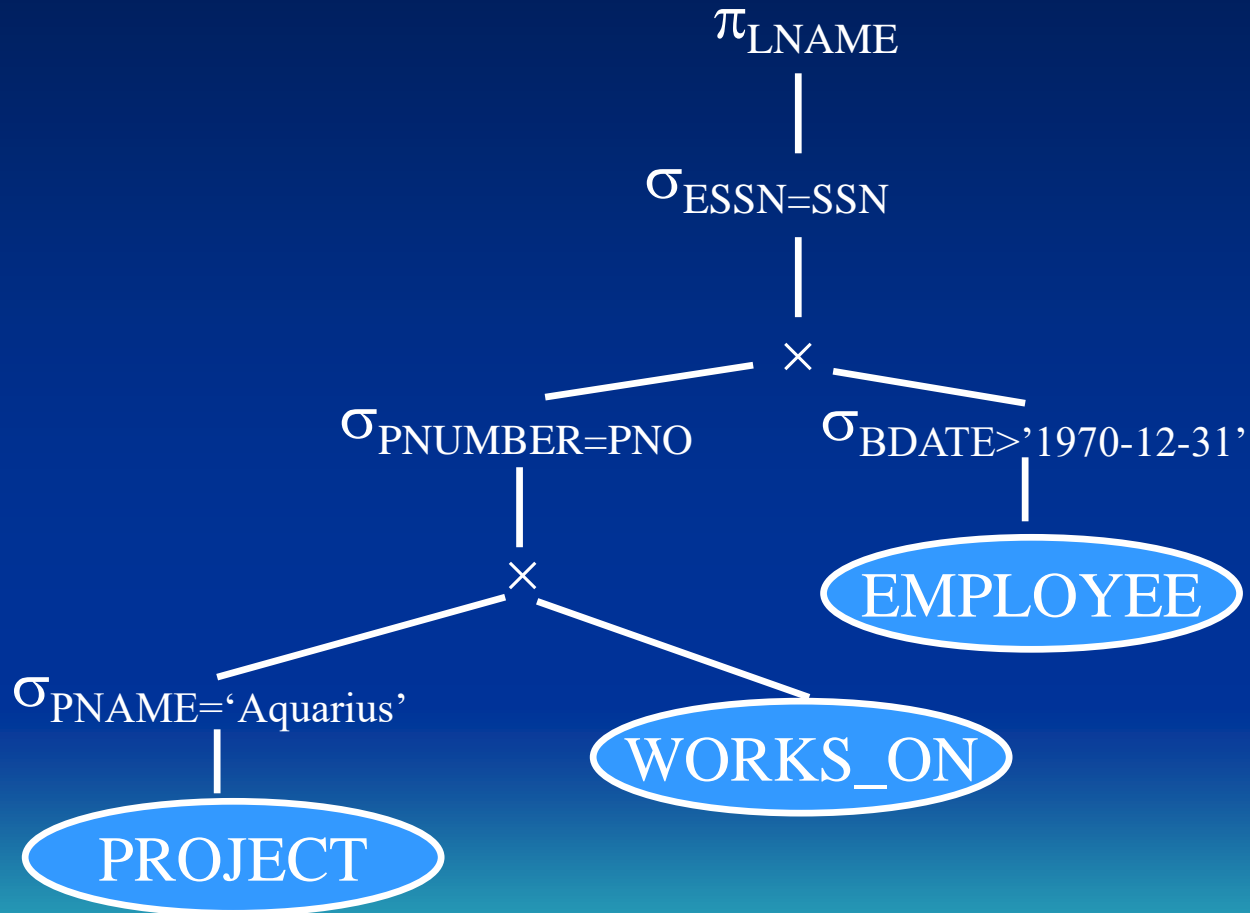 πLNAME
σESSN=SSN
×
σPNUMBER=PNO
σBDATE>’1970-12-31’
×
EMPLOYEE
σPNAME=‘Aquarius’
WORKS_ON
PROJECT